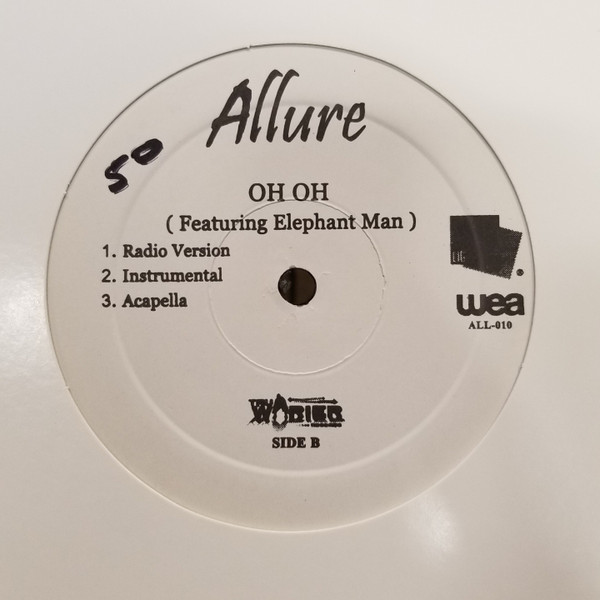 Allure
50
OH OH
( Featuring Elephant Man )
1. Radio Version
2. Instrumental
3. Acapella
wea
ALL-010
SIDE B